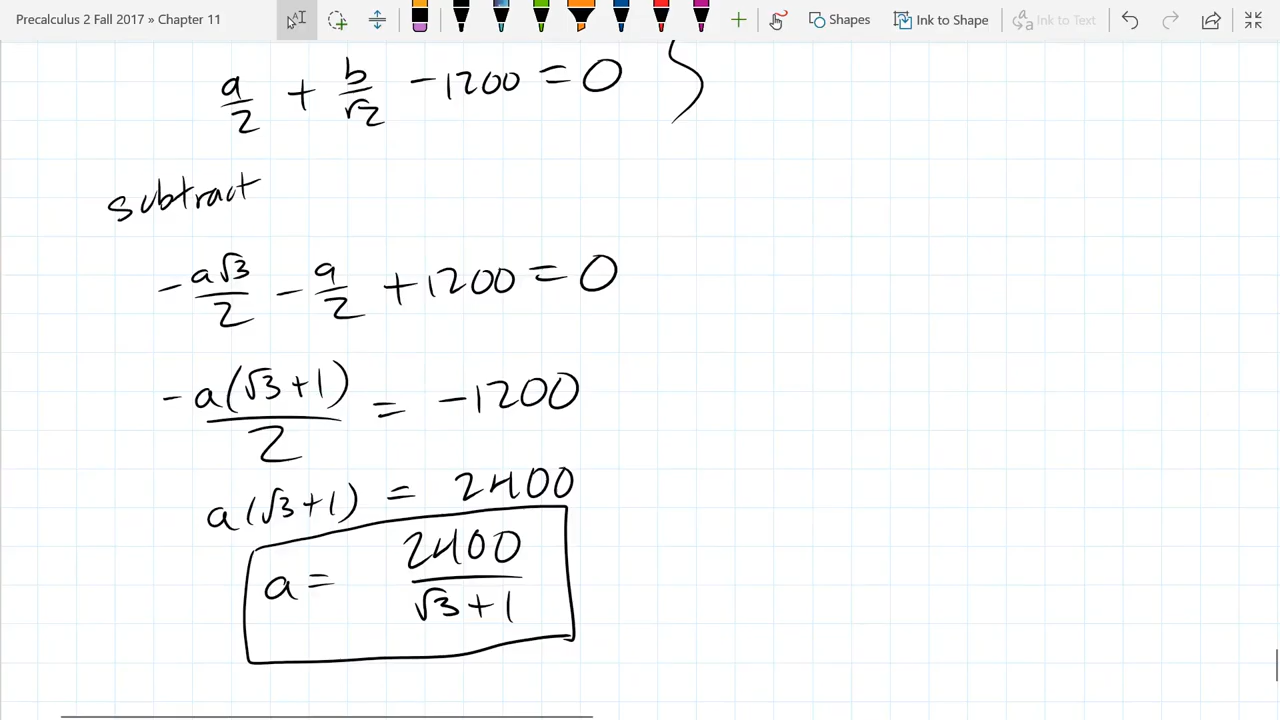 Precalculus 2 Fall 2017 » Chapter 11
Shapes
Ink to Shape
Ink to Text
a/2 + b/√2 - 1200 = 0 }
subtract
- a√3/2 - a/2 + 1200 = 0
- a(√3+1)/2 = -1200
a(√3+1) = 2400
a = 2400/√3+1